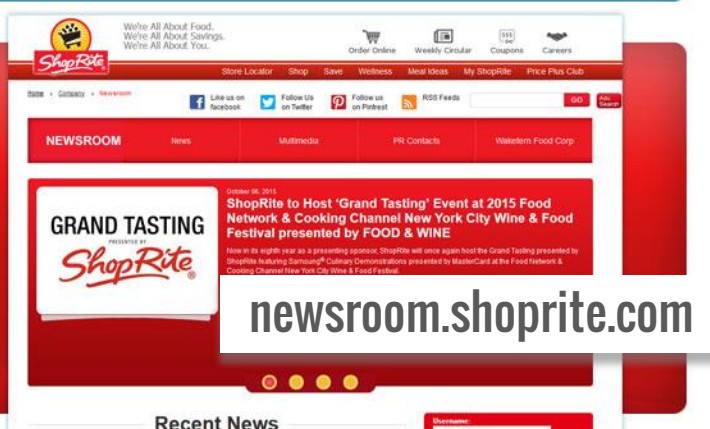 We're All About Food.
We're All About Savings.
We're All About You.
ShopRite
Order Online
Weekly Circular
$$$
Coupons
Careers
Store Locator
Shop
Save
Wellness
Meal Ideas
My ShopRite
Price Plus Club
Home
Company
Newsroom
Like us on
facebook
Follow Us
on Twitter
Follow us
on Pintrest
RSS Feeds
GO
Adv.
Search
NEWSROOM
News
Multimedia
PR Contacts
Wakefern Food Corp
GRAND TASTING
PRESENTED BY
ShopRite
October 06, 2015
ShopRite to Host ‘Grand Tasting’ Event at 2015 Food
Network & Cooking Channel New York City Wine & Food
Festival presented by FOOD & WINE
Now in its eighth year as a presenting sponsor, ShopRite will once again host the Grand Tasting presented by
ShopRite featuring Samsung® Culinary Demonstrations presented by MasterCard at the Food Network &
Cooking Channel New York City Wine & Food Festival.
newsroom.shoprite.com
Recent News
Username: